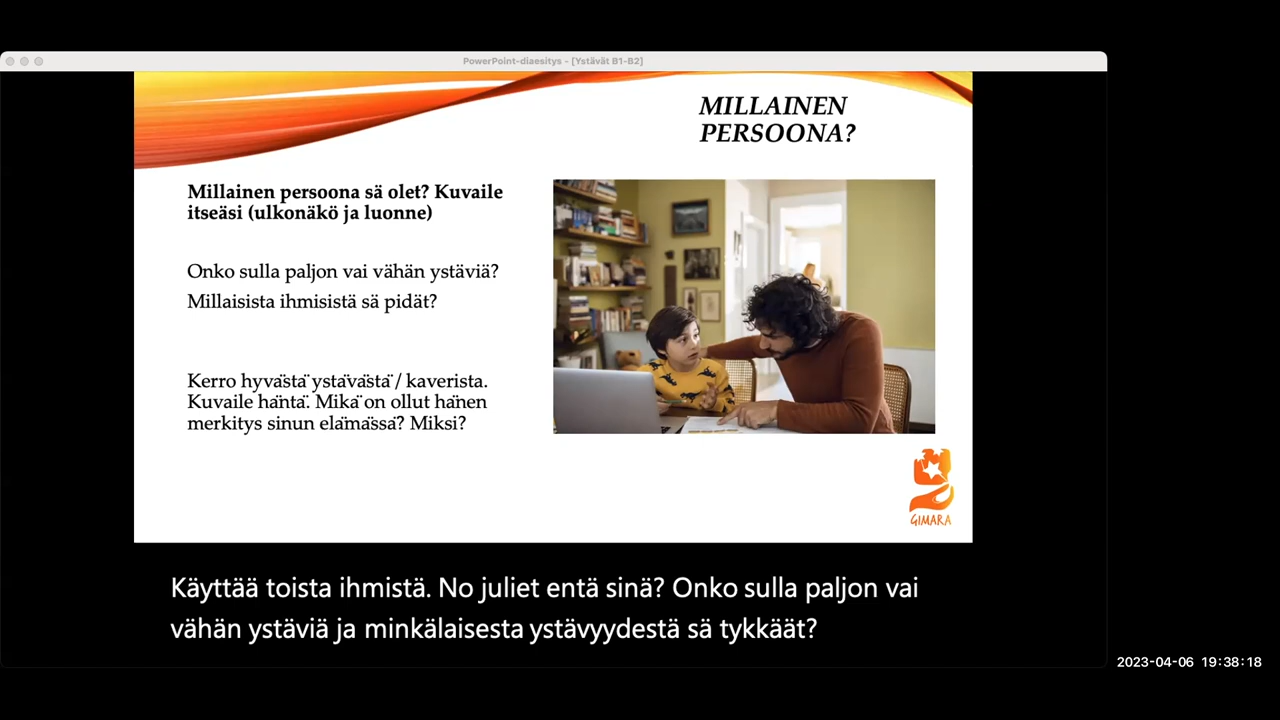 PowerPoint-diaesitys - [Ystävät B1-B2]
MILLAINEN
PERSOONA?
Millainen persoona sä olet? Kuvaile
itseäsi (ulkonäkö ja luonne)
Onko sulla paljon vai vähän ystäviä?
Millaisista ihmisistä sä pidät?
Kerro hyvästä ystävästä / kaverista.
Kuvaile häntä. Mikä on ollut hänen
merkitys sinun elämässä? Miksi?
GIMARA
Käyttää toista ihmistä. No juliet entä sinä? Onko sulla paljon vai
vähän ystäviä ja minkälaisesta ystävyydestä sä tykkäät?
2023-04-06 19:38:18